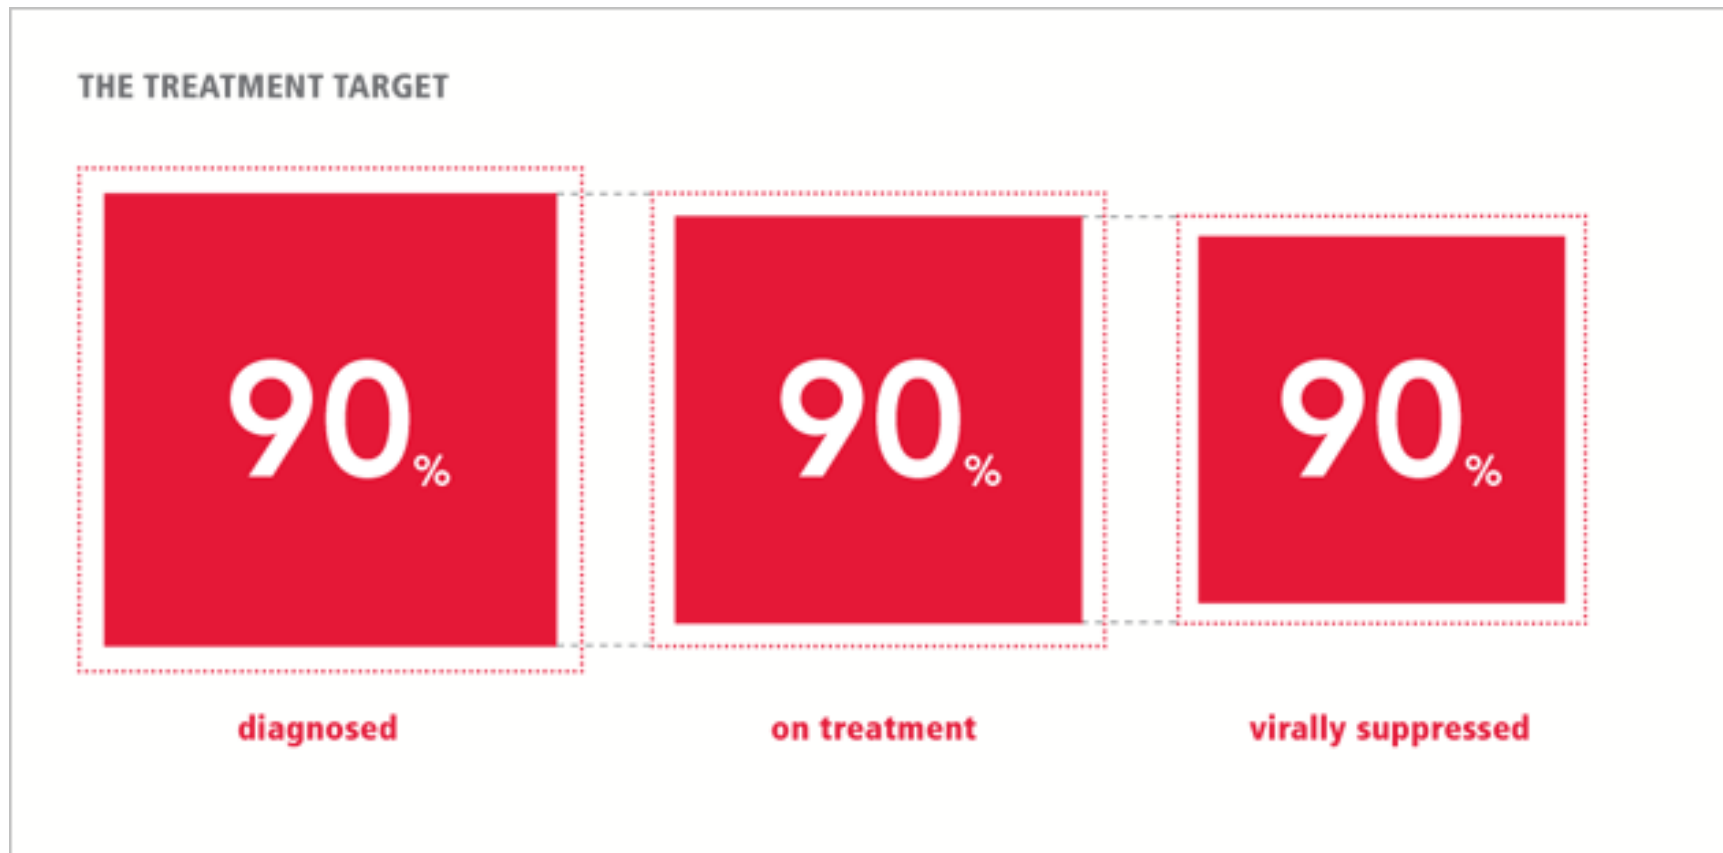 THE TREATMENT TARGET
90% 90% 90%
diagnosed on treatment virally suppressed